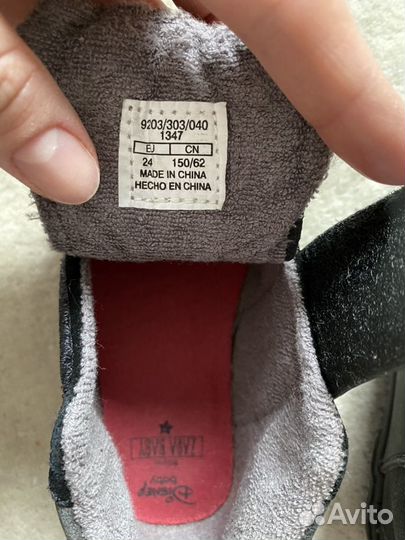 9203/303/040
1347
EU CN
24 150/62
MADE IN CHINA
HECHO EN CHINA
ZARA BABY
Disney
baby
Avito